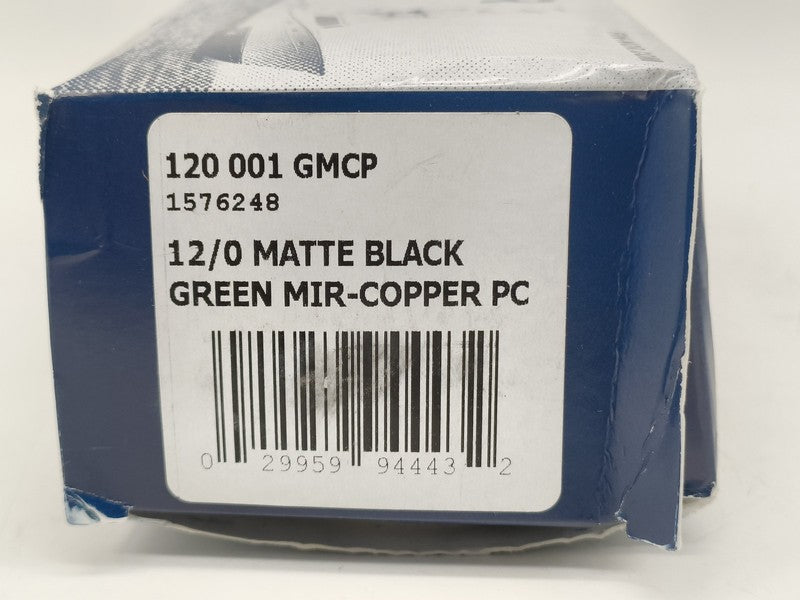 120 001 GMCP
1576248
12/0 MATTE BLACK
GREEN MIR-COPPER PC
0 29959 94443 2